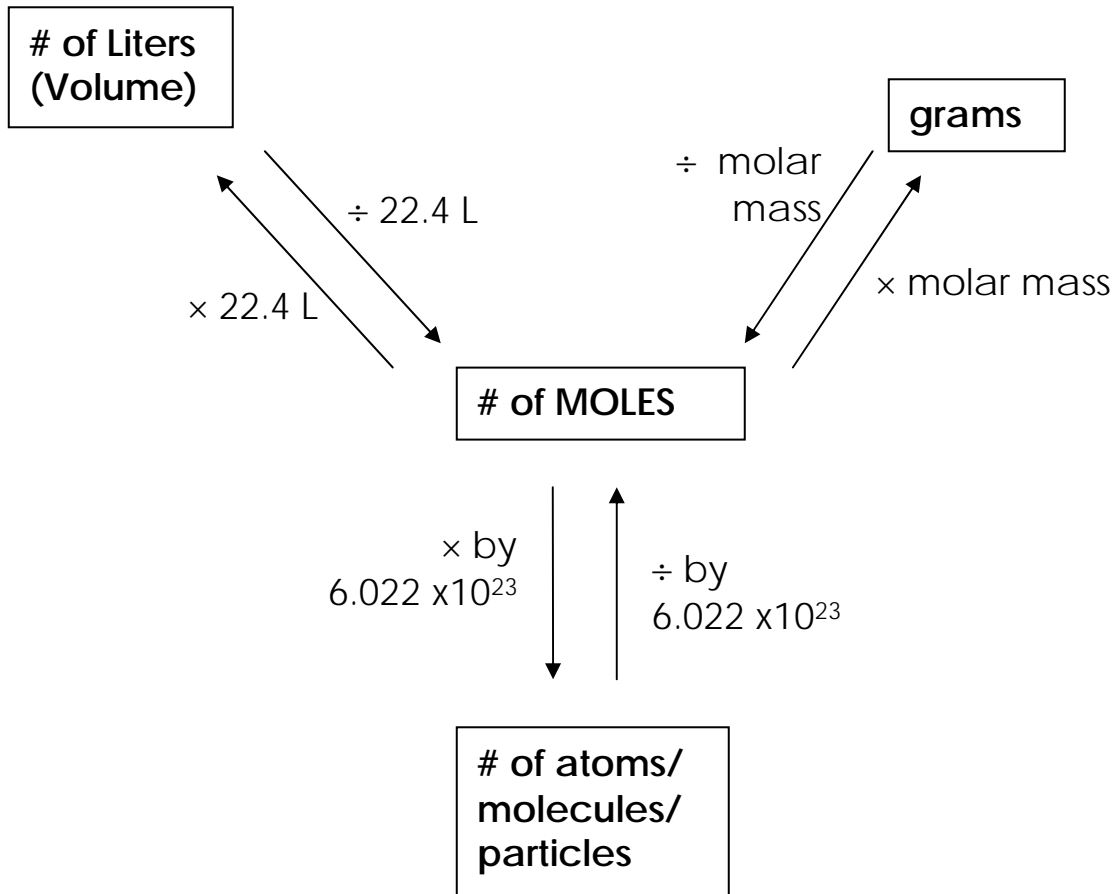 # of Liters
(Volume)
grams
÷ molar
mass
÷ 22.4 L
× 22.4 L
× molar mass
# of MOLES
× by
6.022 x10²³
÷ by
6.022 x10²³
# of atoms/
molecules/
particles